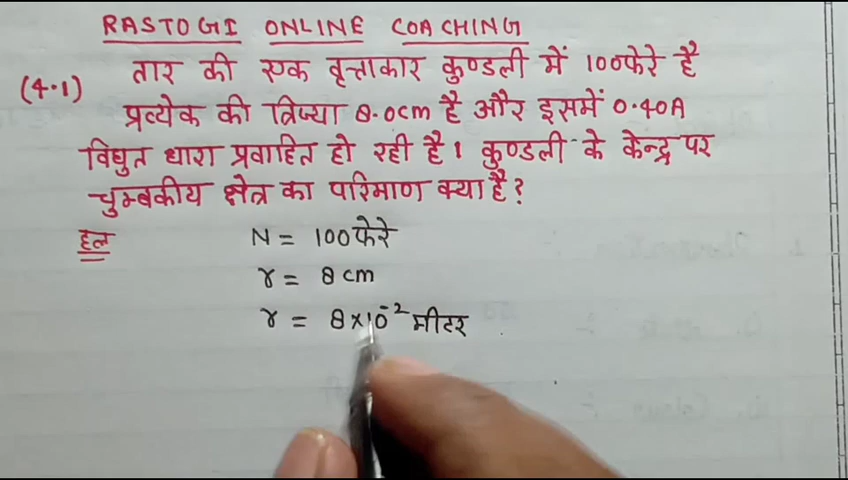 RASTOGI ONLINE COACHING
(4.1) तार की एक वृत्ताकार कुण्डली में 100 फेरे है
प्रत्येक की त्रिज्या 8.0cm है और इसमें 0.40A
विधुत धारा प्रवाहित हो रही है। कुण्डली के केन्द्र पर
चुम्बकीय क्षेत्र का परिमाण क्या है?
हल N = 100 फेरे
r = 8 cm
r = 8×10⁻² मीटर